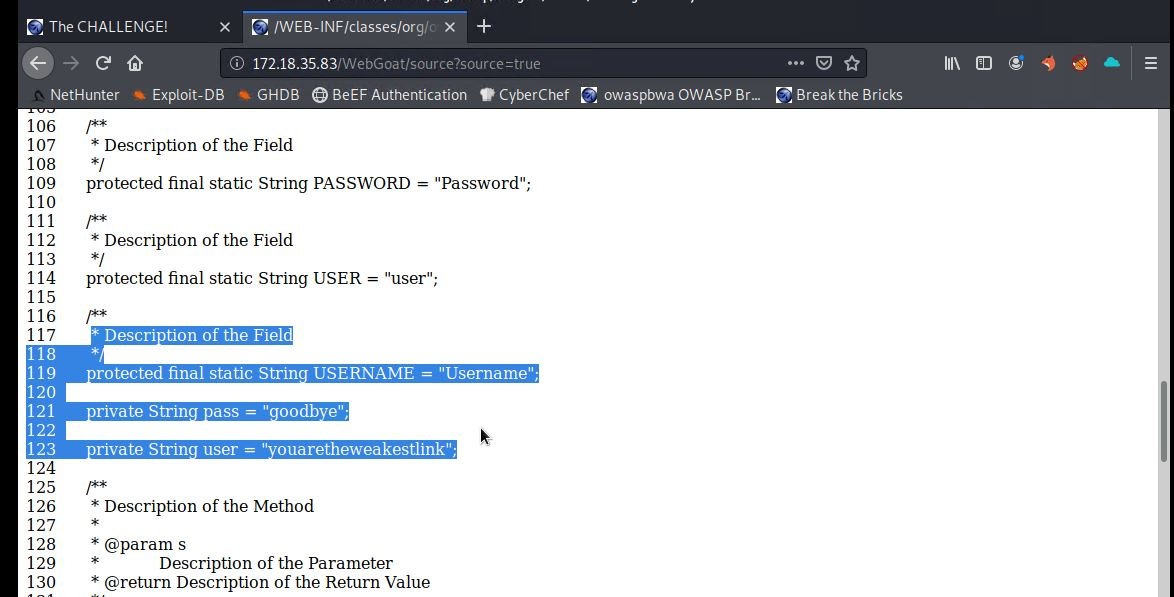 The CHALLENGE!
/WEB-INF/classes/org/o
172.18.35.83/WebGoat/source?source=true
NetHunter Exploit-DB GHDB BeEF Authentication CyberChef owaspbwa OWASP Br... Break the Bricks
106 /**
107 * Description of the Field
108 */
109 protected final static String PASSWORD = "Password";
110
111 /**
112 * Description of the Field
113 */
114 protected final static String USER = "user";
115
116 /**
117 * Description of the Field
118 */
119 protected final static String USERNAME = "Username";
120
121 private String pass = "goodbye";
122
123 private String user = "youaretheweakestlink";
124
125 /**
126 * Description of the Method
127 *
128 * @param s
129 * Description of the Parameter
130 * @return Description of the Return Value